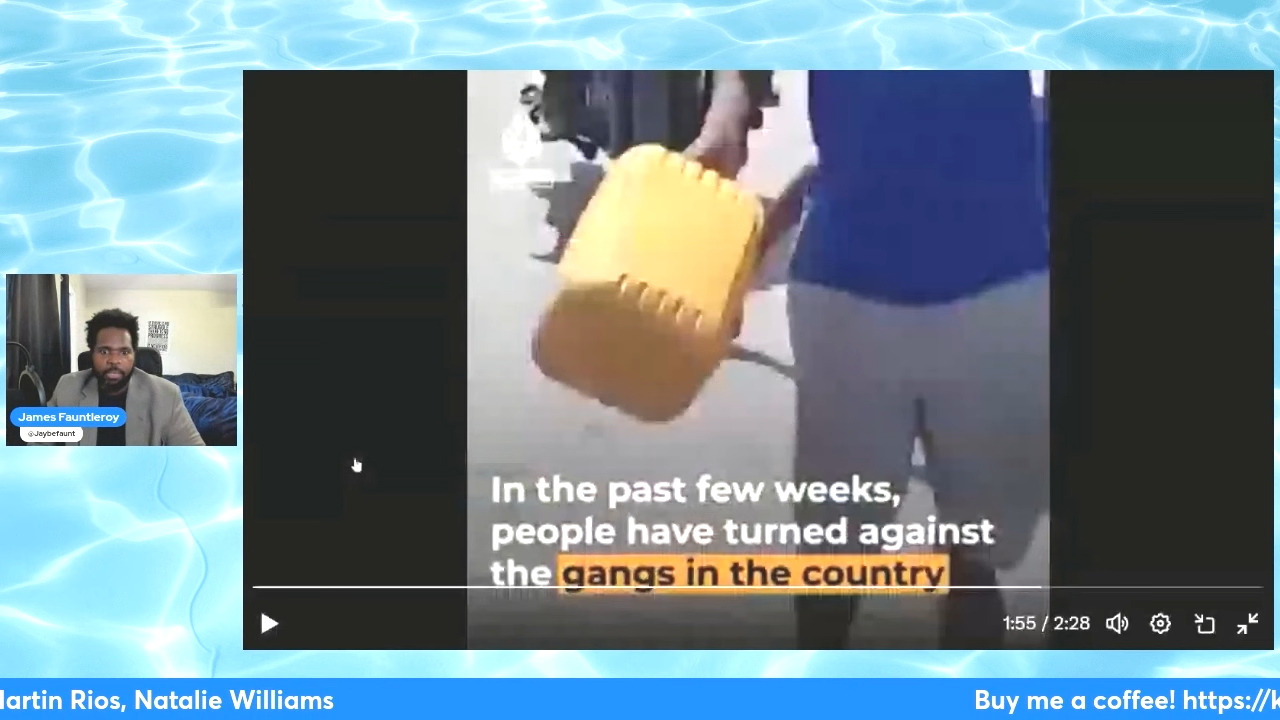 James Fauntleroy
@Jaybefaunt
In the past few weeks,
people have turned against
the gangs in the country
1:55 / 2:28
Rios, Natalie Williams
Buy me a coffee! https://